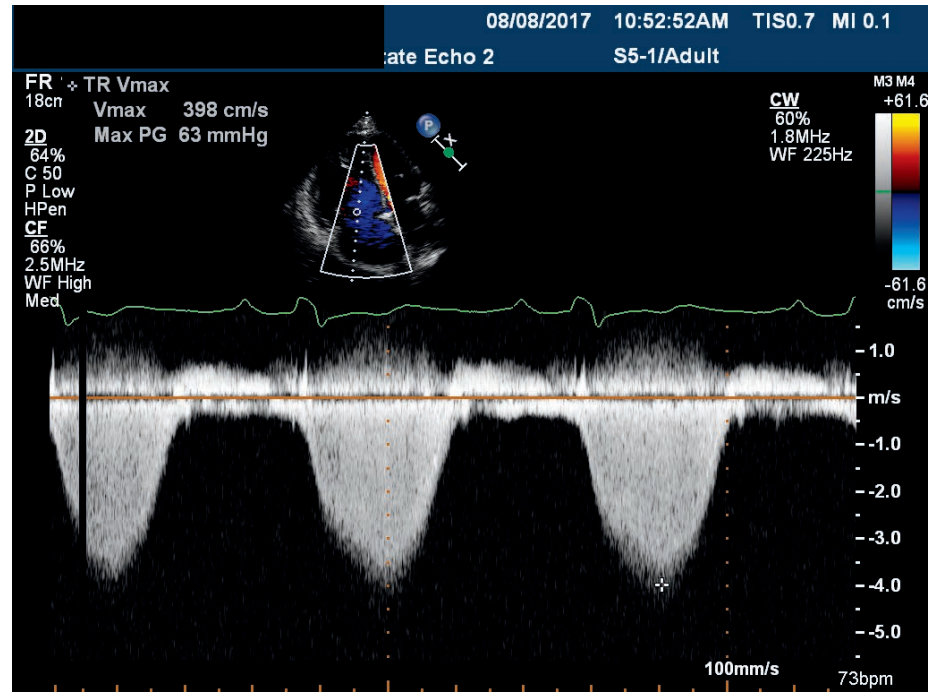 08/08/2017 10:52:52AM TIS0.7 MI 0.1
ate Echo 2 S5-1/Adult
FR
18cm
TR Vmax
Vmax 398 cm/s
Max PG 63 mmHg
2D
64%
C 50
P Low
HPen
CF
66%
2.5MHz
WF High
Med
P
X
CW
60%
1.8MHz
WF 225Hz
M3 M4
+61.6
-61.6
cm/s
1.0
m/s
-1.0
-2.0
-3.0
-4.0
-5.0
100mm/s
73bpm